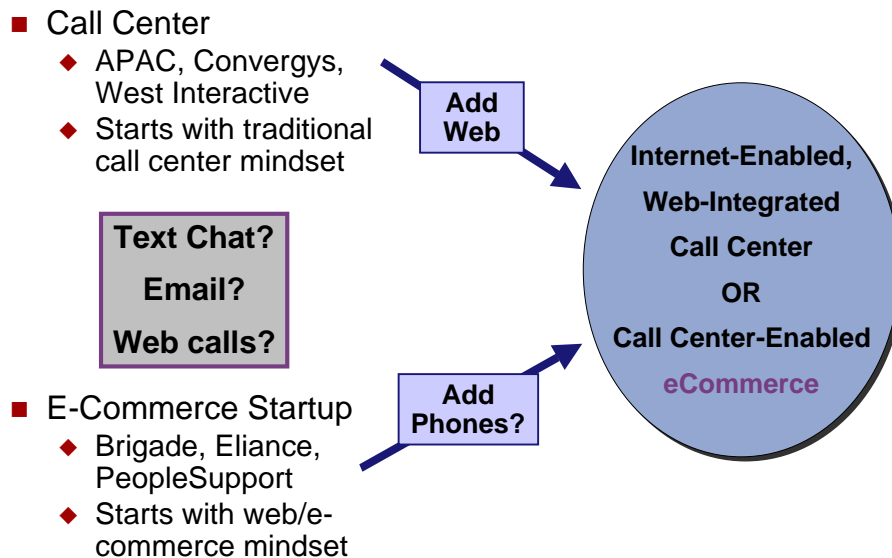 Call Center
APAC, Convergys,
West Interactive
Starts with traditional
call center mindset
Add
Web
Text Chat?
Email?
Web calls?
E-Commerce Startup
Brigade, Eliance,
PeopleSupport
Starts with web/e-
commerce mindset
Add
Phones?
Internet-Enabled,
Web-Integrated
Call Center
OR
Call Center-Enabled
eCommerce